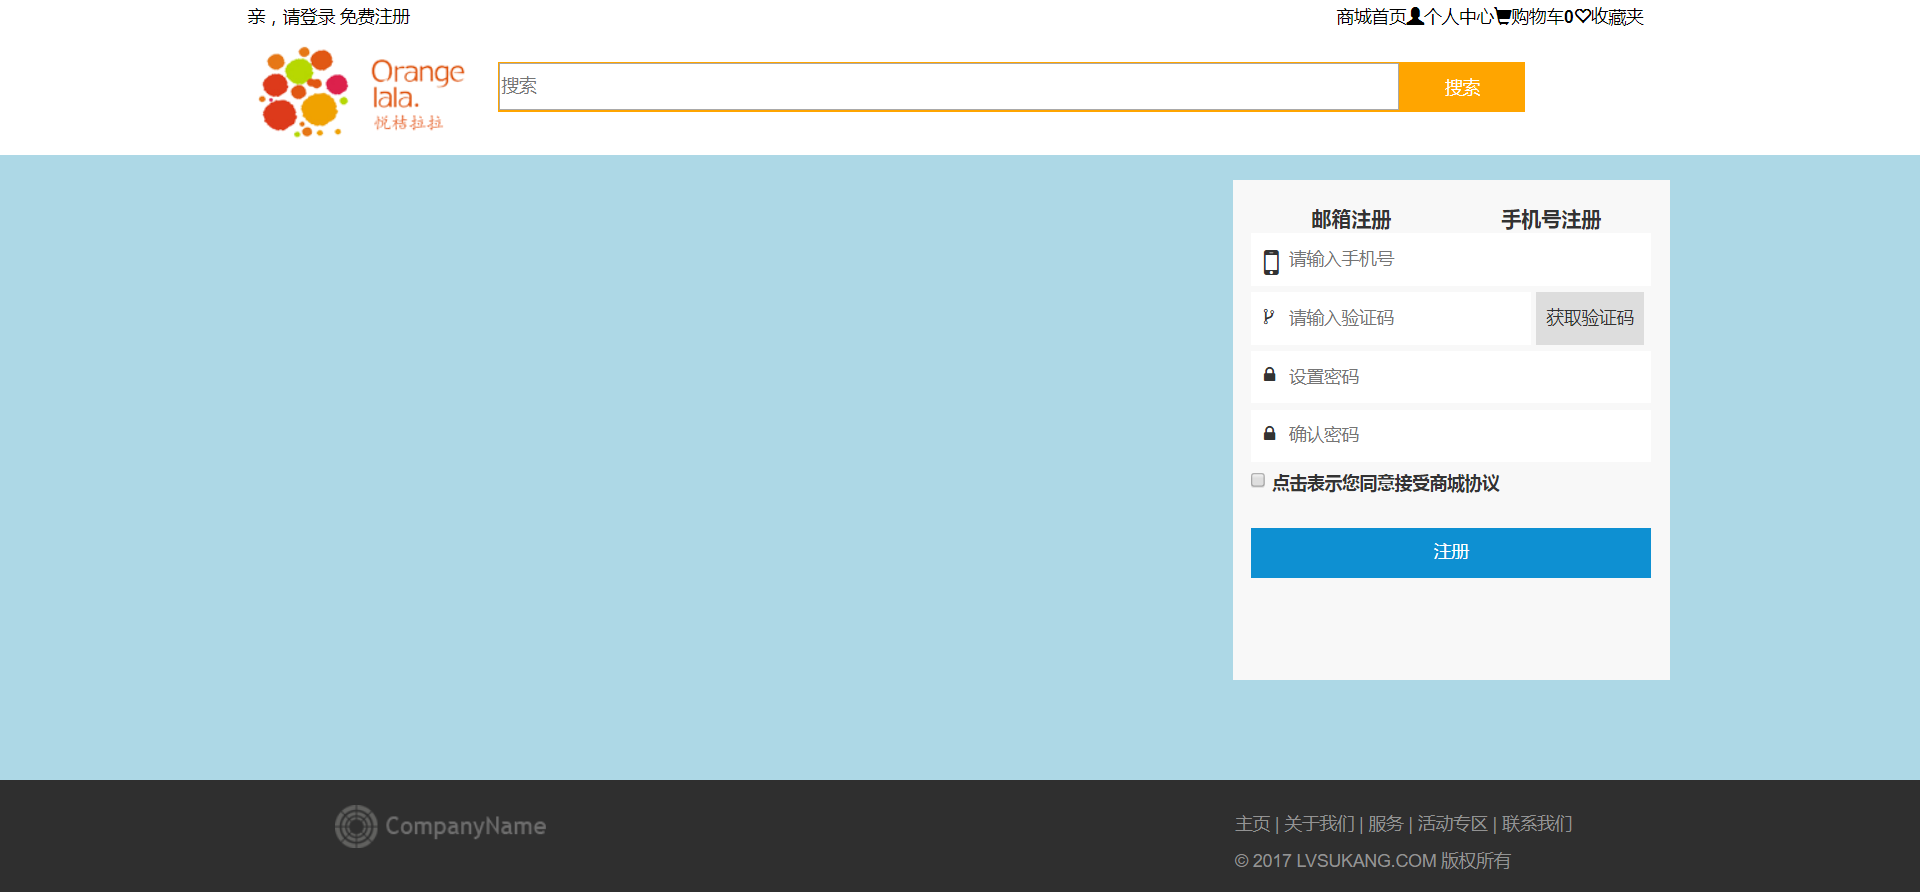 亲，请登录 免费注册
商城首页个人中心购物车0收藏夹
Orange
lala.
悦桔拉拉
搜索
搜索
邮箱注册
手机号注册
请输入手机号
请输入验证码
获取验证码
设置密码
确认密码
点击表示您同意接受商城协议
注册
CompanyName
主页 | 关于我们 | 服务 | 活动专区 | 联系我们
© 2017 LVSUKANG.COM 版权所有